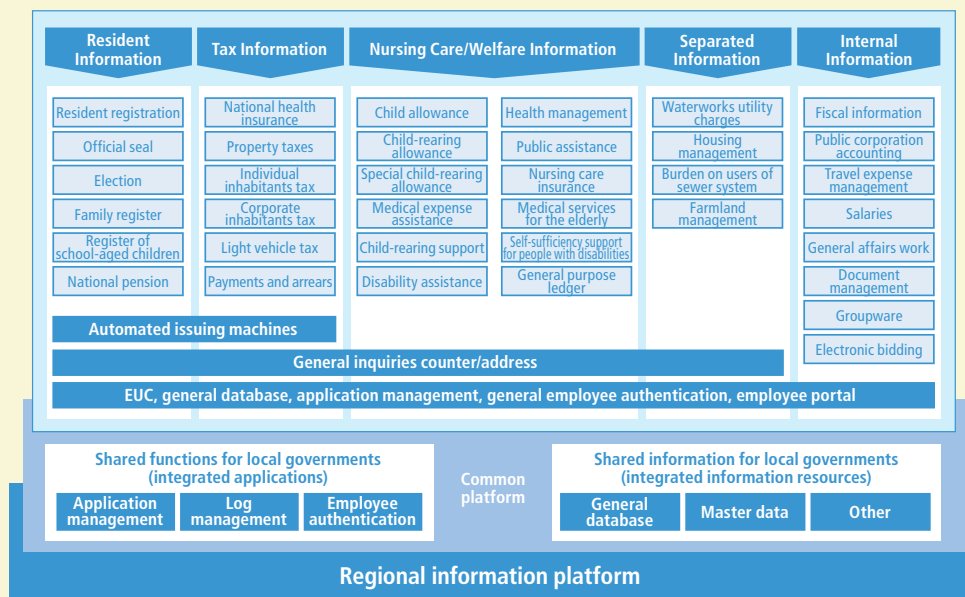 Resident
Information
Tax Information
Nursing Care/Welfare Information
Separated
Information
Internal
Information
Resident registration
Official seal
Election
Family register
Register of
school-aged children
National pension
National health
insurance
Property taxes
Individual
inhabitants tax
Corporate
inhabitants tax
Light vehicle tax
Payments and arrears
Child allowance
Child-rearing
allowance
Special child-rearing
allowance
Medical expense
assistance
Child-rearing support
Disability assistance
Health management
Public assistance
Nursing care
insurance
Medical services
for the elderly
Self-sufficiency support
for people with disabilities
General purpose
ledger
Waterworks utility
charges
Housing
management
Burden on users of
sewer system
Farmland
management
Fiscal information
Public corporation
accounting
Travel expense
management
Salaries
General affairs work
Document
management
Groupware
Electronic bidding
Automated issuing machines
General inquiries counter/address
EUC, general database, application management, general employee authentication, employee portal
Shared functions for local governments
(integrated applications)
Application
management
Log
management
Employee
authentication
Common
platform
Shared information for local governments
(integrated information resources)
General
database
Master data
Other
Regional information platform